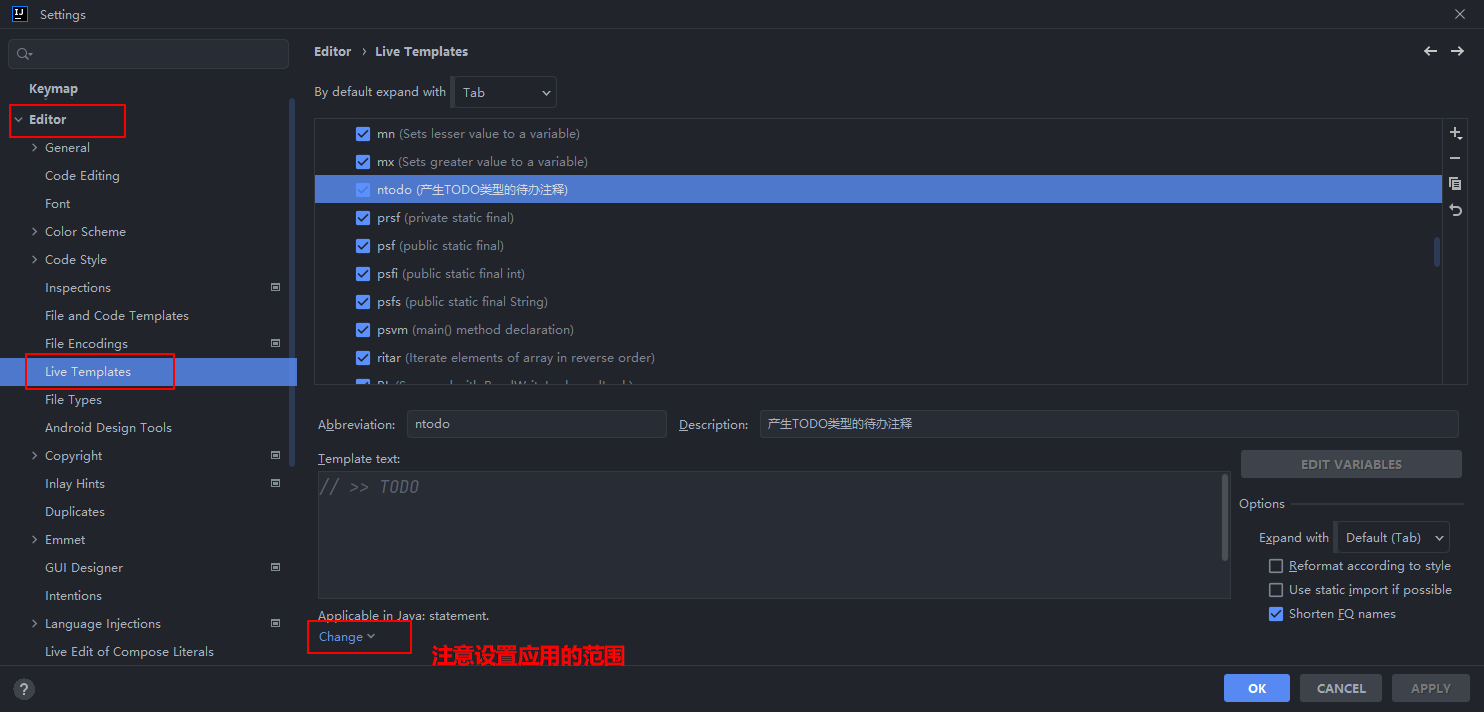 Settings
Keymap
Editor
General
Code Editing
Font
Color Scheme
Code Style
Inspections
File and Code Templates
File Encodings
Live Templates
File Types
Android Design Tools
Copyright
Inlay Hints
Duplicates
Emmet
GUI Designer
Intentions
Language Injections
Live Edit of Compose Literals
?
Editor › Live Templates
By default expand with Tab
mn (Sets lesser value to a variable)
mx (Sets greater value to a variable)
ntodo (产生TODO类型的待办注释)
prsf (private static final)
psf (public static final)
psfi (public static final int)
psfs (public static final String)
psvm (main() method declaration)
ritar (Iterate elements of array in reverse order)
Abbreviation: ntodo Description: 产生TODO类型的待办注释
Template text:
// >> TODO
Applicable in Java: statement.
Change
注意设置应用的范围
EDIT VARIABLES
Options
Expand with Default (Tab)
Reformat according to style
Use static import if possible
Shorten FQ names
OK CANCEL APPLY